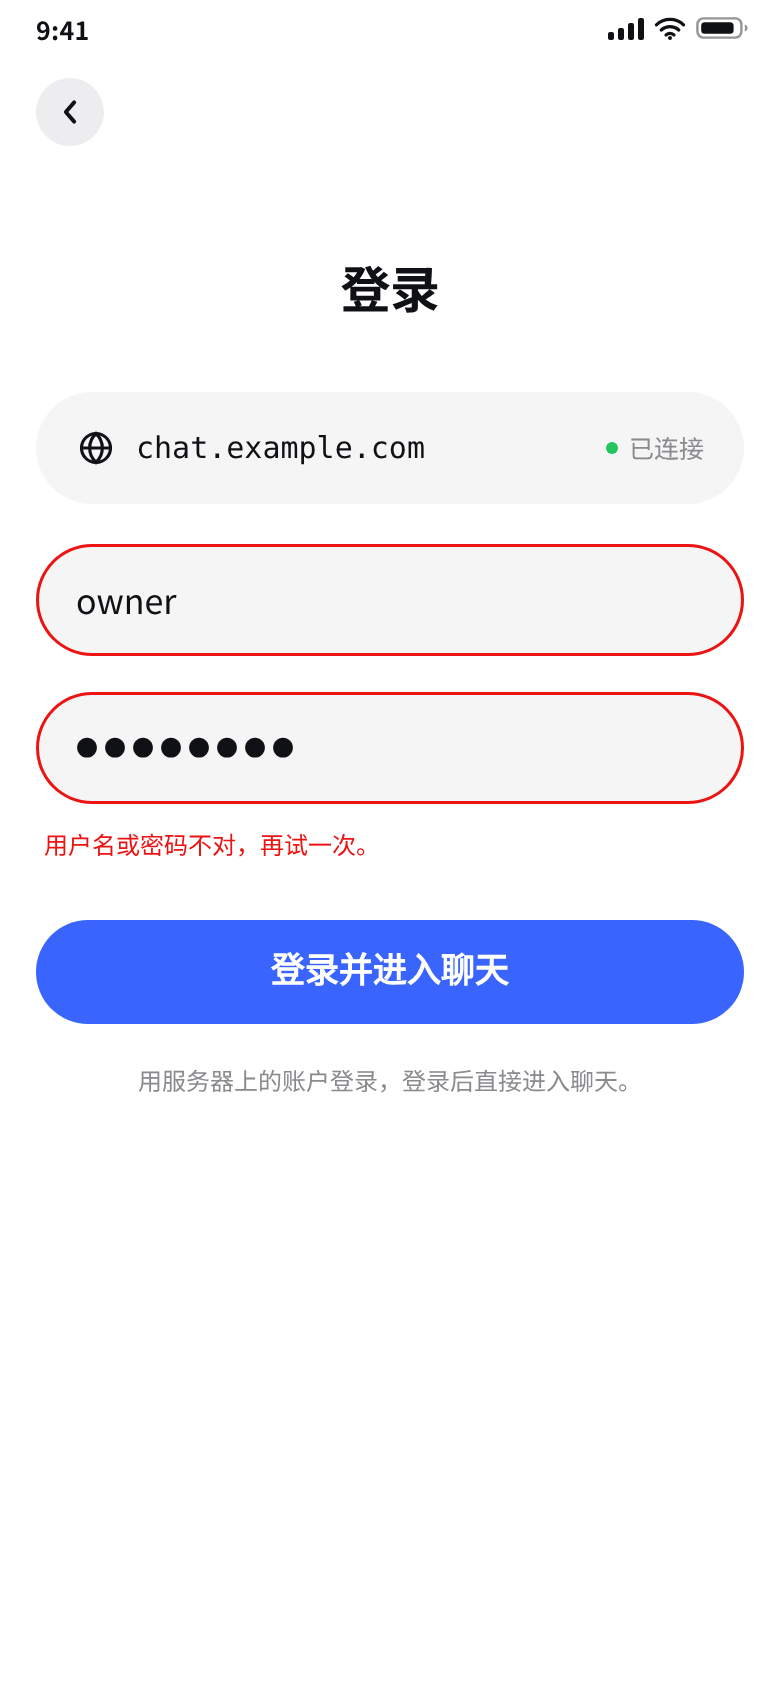 9:41
登录
chat.example.com
已连接
owner
用户名或密码不对，再试一次。
登录并进入聊天
用服务器上的账户登录，登录后直接进入聊天。